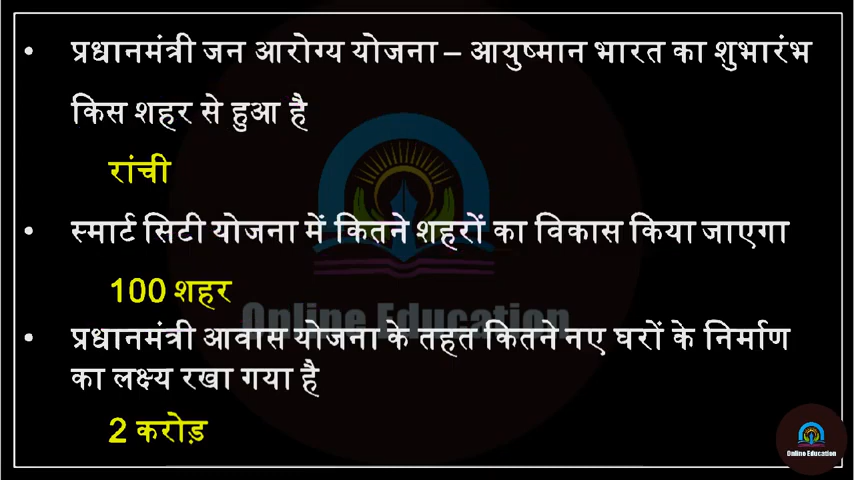 • प्रधानमंत्री जन आरोग्य योजना – आयुष्मान भारत का शुभारंभ
किस शहर से हुआ है
रांची
• स्मार्ट सिटी योजना में कितने शहरों का विकास किया जाएगा
100 शहर
Online Education
• प्रधानमंत्री आवास योजना के तहत कितने नए घरों के निर्माण
का लक्ष्य रखा गया है
2 करोड़
Online Education